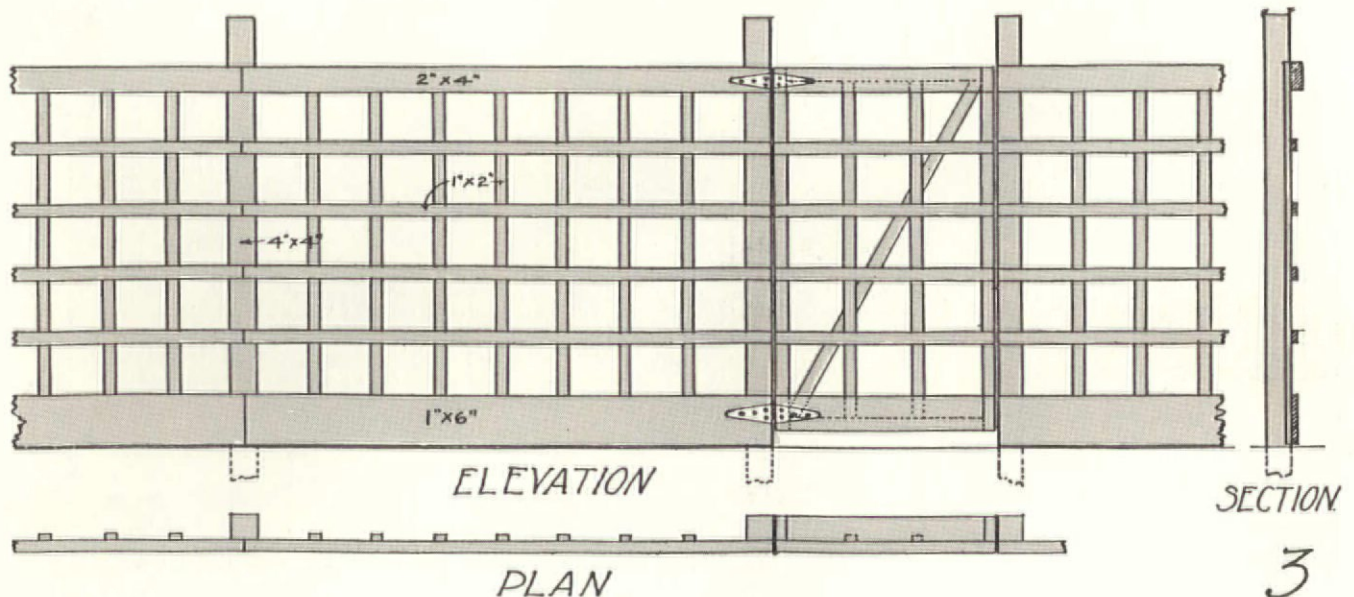 2"x4"
1"x2"
4"x4"
1"x6"
ELEVATION
SECTION.
PLAN
3